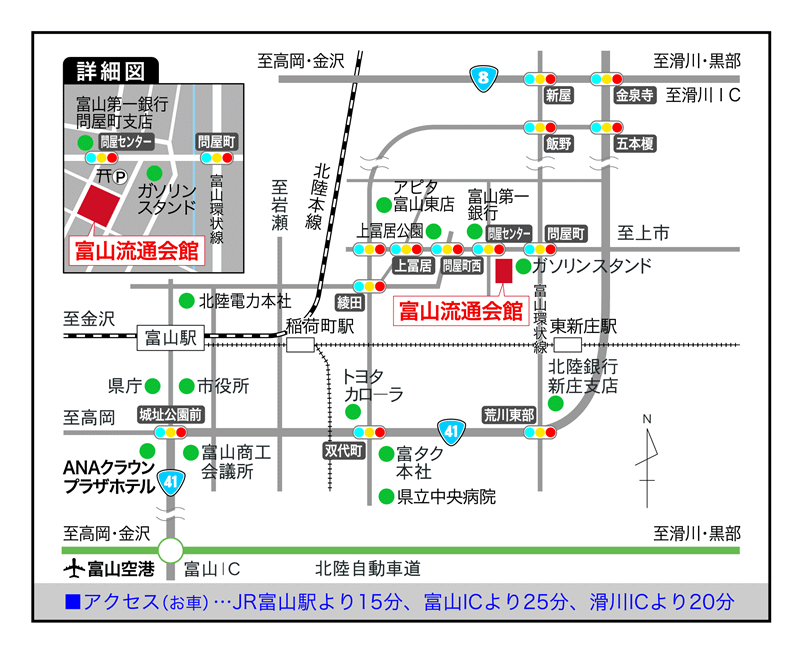 詳細図
富山第一銀行
問屋町支店
問屋センター
問屋町
P
ガソリン
スタンド
富山環状線
富山流通会館
至高岡・金沢
8
至滑川・黒部
新屋
金泉寺
至滑川IC
飯野
五本榎
北陸本線
至岩瀬
アピタ
富山東店
富山第一
銀行
上冨居公園
問屋センター
問屋町
至上市
上冨居
問屋町西
ガソリンスタンド
綾田
富山流通会館
富山環状線
北陸電力本社
至金沢
富山駅
稲荷町駅
東新庄駅
北陸銀行
新庄支店
県庁
市役所
トヨタ
カローラ
至高岡
城址公園前
41
荒川東部
双代町
富山商工
会議所
富タク
本社
ANAクラウン
プラザホテル
41
県立中央病院
N
至高岡・金沢
至滑川・黒部
富山空港
富山IC
北陸自動車道
■アクセス(お車)…JR富山駅より15分、富山ICより25分、滑川ICより20分